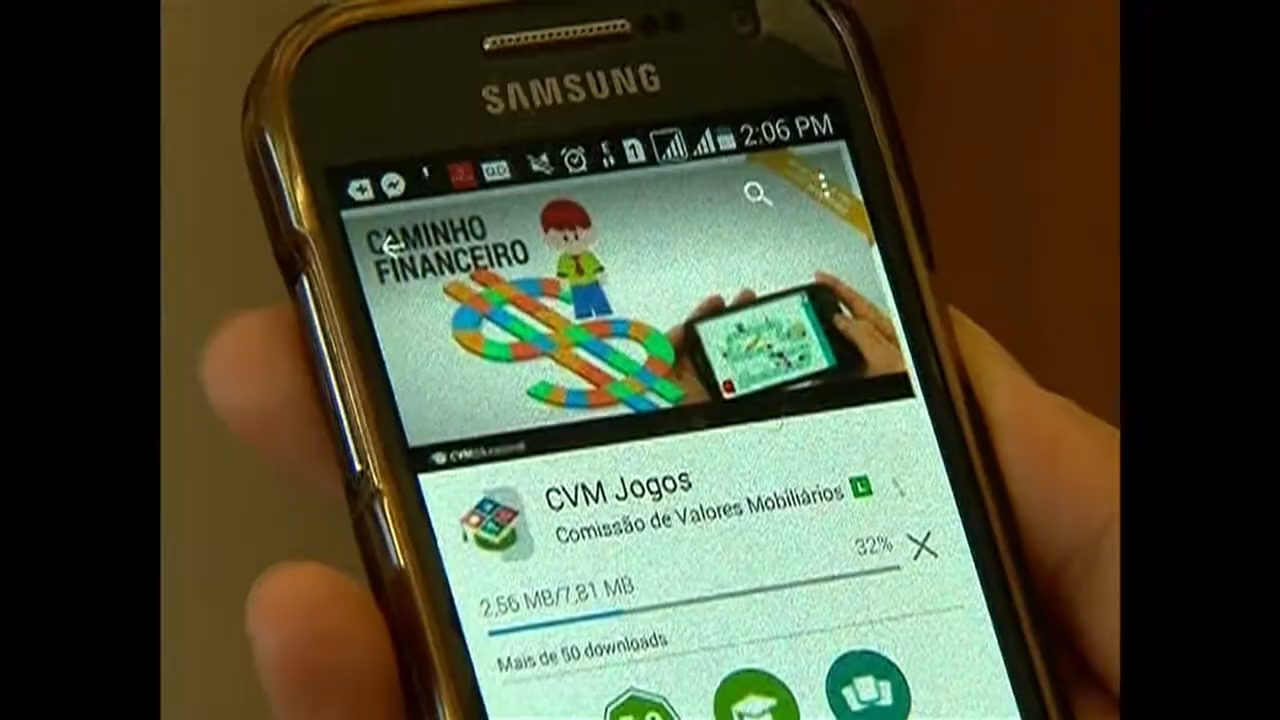 SAMSUNG
2:06 PM
CAMINHO
FINANCEIRO
CVM
CVM Jogos
Comissão de Valores Mobiliários L
32%
2,56 MB/7,81 MB
Mais de 50 downloads